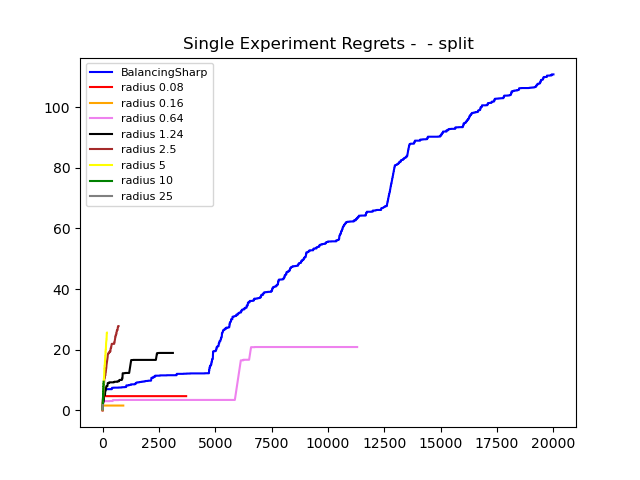 Single Experiment Regrets -  - split
BalancingSharp
radius 0.08
radius 0.16
radius 0.64
radius 1.24
radius 2.5
radius 5
radius 10
radius 25
100
80
60
40
20
0
0 2500 5000 7500 10000 12500 15000 17500 20000